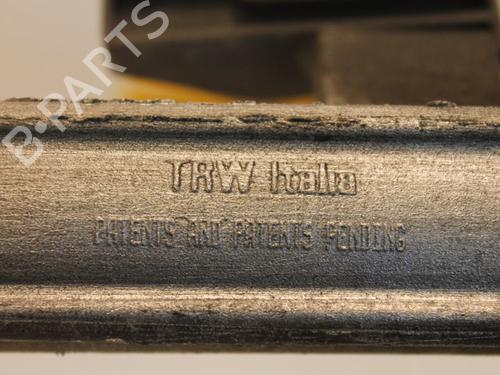 B-PARTS
TRW Italia
PATENTS AND PATENTS PENDING